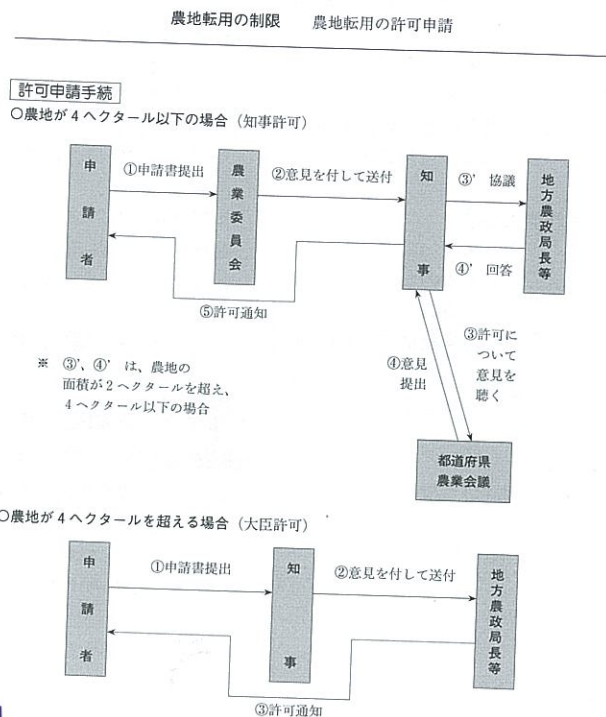 農地転用の制限　農地転用の許可申請
許可申請手続
○農地が4ヘクタール以下の場合（知事許可）
申請者
①申請書提出
農業委員会
②意見を付して送付
知事
③’ 協議
地方農政局長等
④’ 回答
⑤許可通知
③許可に
ついて
意見を
聴く
④意見
提出
※ ③’、④’ は、農地の
面積が2ヘクタールを超え、
4ヘクタール以下の場合
都道府県
農業会議
○農地が4ヘクタールを超える場合（大臣許可）
申請者
①申請書提出
知事
②意見を付して送付
地方農政局長等
③許可通知